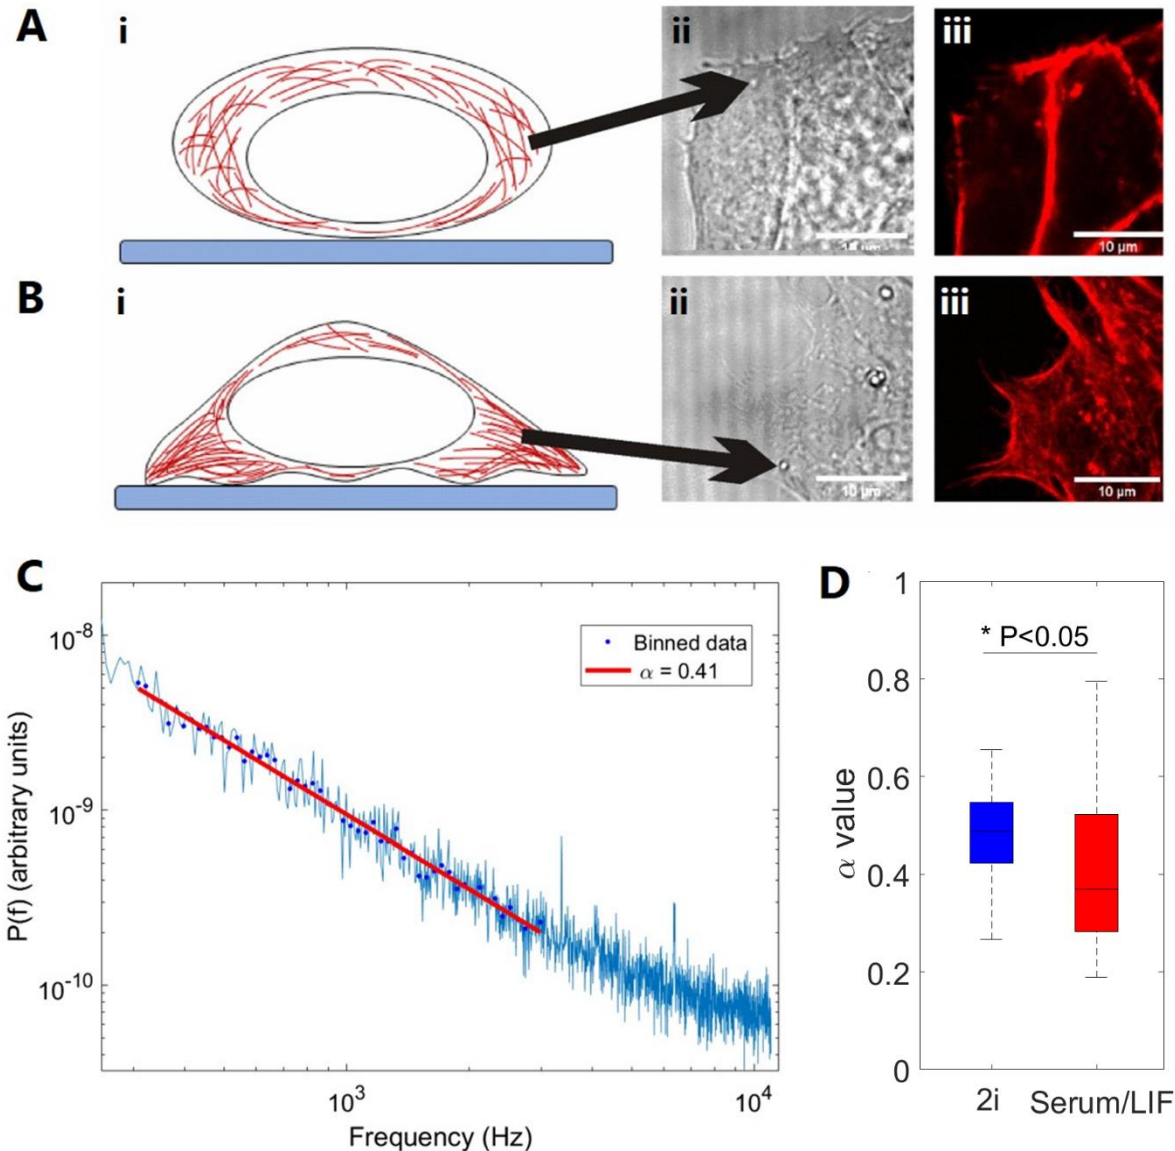 A
i
ii
iii
10 µm
B
i
ii
iii
10 µm
10 µm
C
10-8
10-9
10-10
P(f) (arbitrary units)
Binned data
α = 0.41
10³
10⁴
Frequency (Hz)
D
1
0.8
0.6
0.4
0.2
0
α value
* P<0.05
2i
Serum/LIF